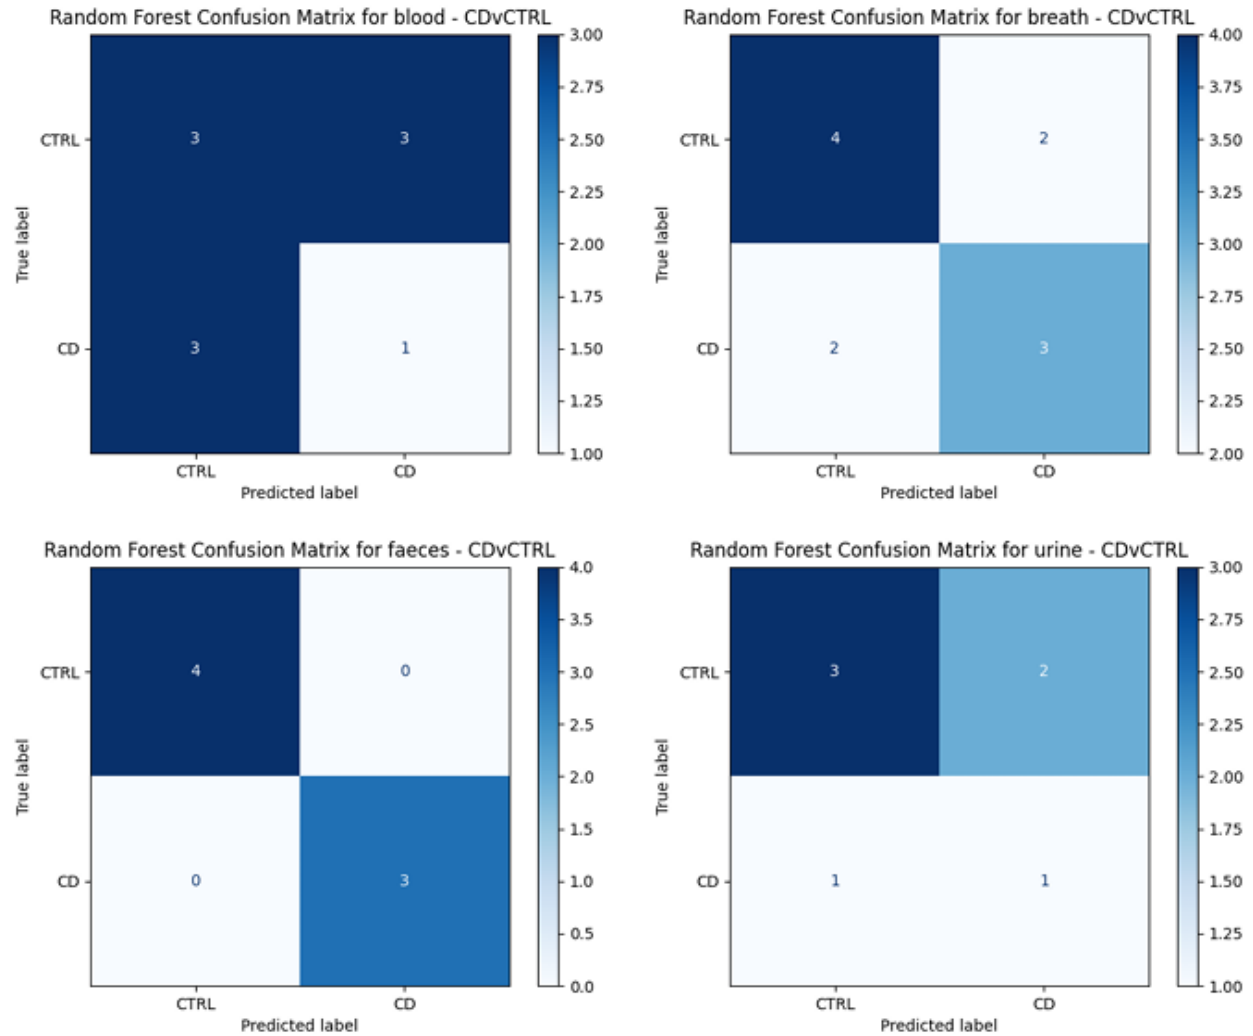 Random Forest Confusion Matrix for blood - CDvCTRL
CTRL
CD
True label
3
3
3
1
CTRL
CD
Predicted label
3.00
2.75
2.50
2.25
2.00
1.75
1.50
1.25
1.00
Random Forest Confusion Matrix for breath - CDvCTRL
CTRL
CD
True label
4
2
2
3
CTRL
CD
Predicted label
4.00
3.75
3.50
3.25
3.00
2.75
2.50
2.25
2.00
Random Forest Confusion Matrix for faeces - CDvCTRL
CTRL
CD
True label
4
0
0
3
CTRL
CD
Predicted label
4.0
3.5
3.0
2.5
2.0
1.5
1.0
0.5
0.0
Random Forest Confusion Matrix for urine - CDvCTRL
CTRL
CD
True label
3
2
1
1
CTRL
CD
Predicted label
3.00
2.75
2.50
2.25
2.00
1.75
1.50
1.25
1.00